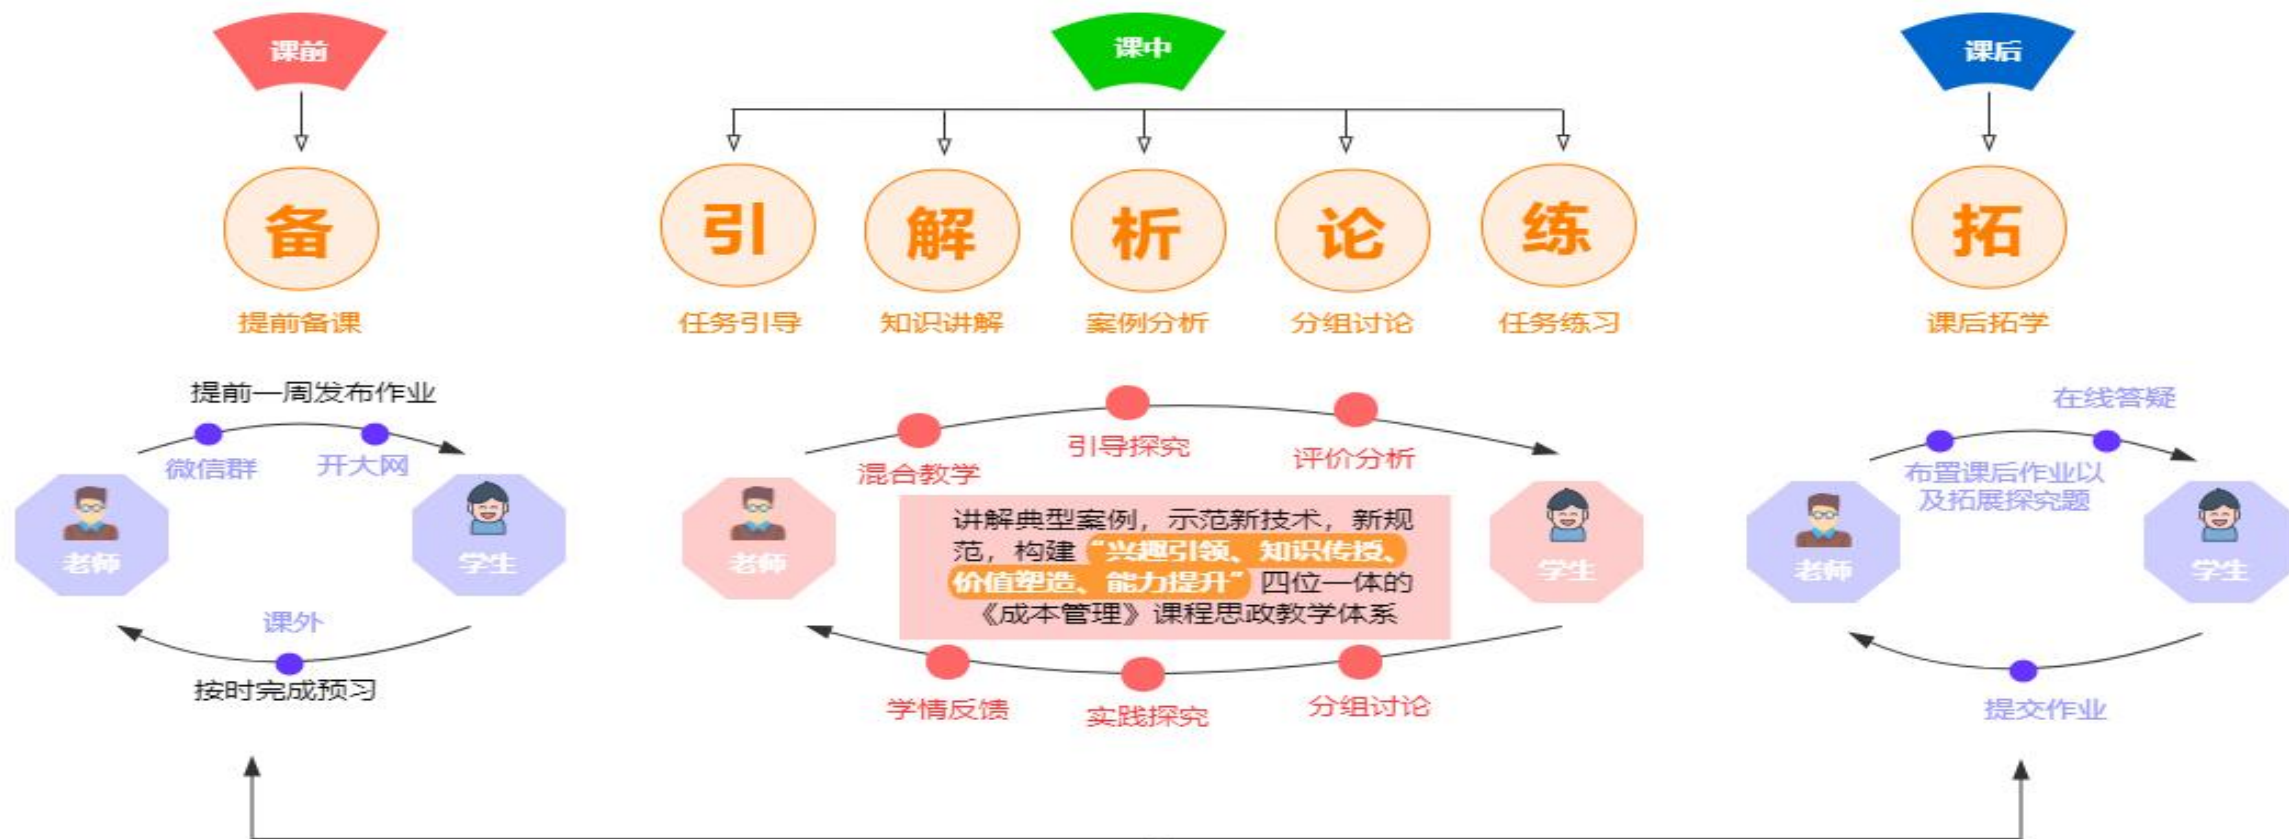 课前
课中
课后
备
引
解
析
论
练
拓
提前备课
任务引导
知识讲解
案例分析
分组讨论
任务练习
课后拓学
提前一周发布作业
微信群
开大网
老师
学生
课外
按时完成预习
混合教学
引导探究
评价分析
老师
讲解典型案例，示范新技术，新规
范，构建“兴趣引领、知识传授、
价值塑造、能力提升”四位一体的
《成本管理》课程思政教学体系
学生
学情反馈
实践探究
分组讨论
在线答疑
布置课后作业以
及拓展探究题
老师
学生
提交作业